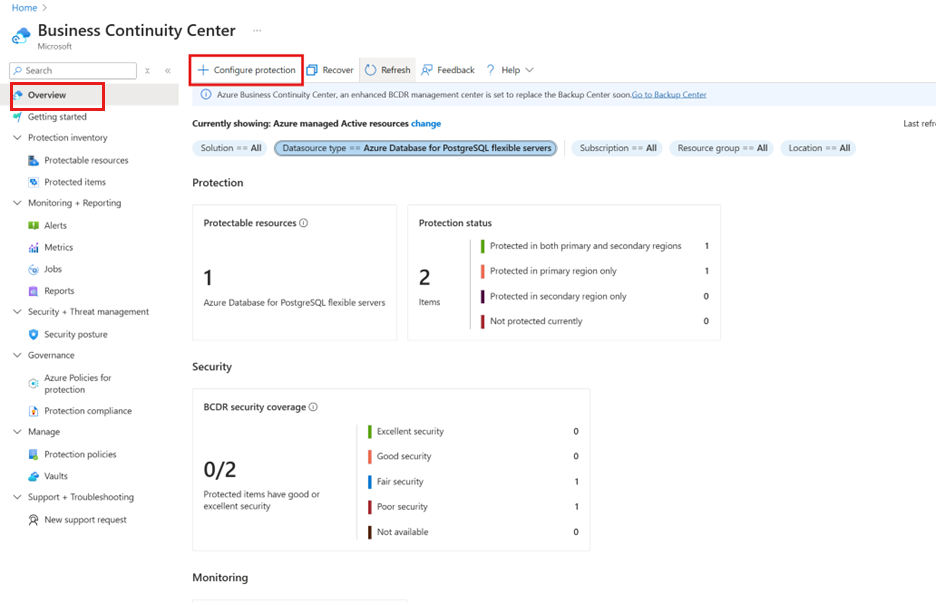 Home
Business Continuity Center ...
Microsoft
Search
Configure protection Recover Refresh Feedback ? Help
Overview
Azure Business Continuity Center, an enhanced BCDR management center is set to replace the Backup Center soon.Go to Backup Center
Getting started
Currently showing: Azure managed Active resources change
Last refr
Protection inventory
Protectable resources
Protected items
Solution == All
Datasource type == Azure Database for PostgreSQL flexible servers
Subscription == All
Resource group == All
Location == All
Monitoring + Reporting
Alerts
Metrics
Jobs
Reports
Security + Threat management
Security posture
Governance
Azure Policies for
protection
Protection compliance
Manage
Protection policies
Vaults
Support + Troubleshooting
New support request
Protection
Protectable resources
1
Azure Database for PostgreSQL flexible servers
Protection status
2
Items
Protected in both primary and secondary regions 1
Protected in primary region only 1
Protected in secondary region only 0
Not protected currently 0
Security
BCDR security coverage
0/2
Protected items have good or
excellent security
Excellent security 0
Good security 0
Fair security 1
Poor security 1
Not available 0
Monitoring